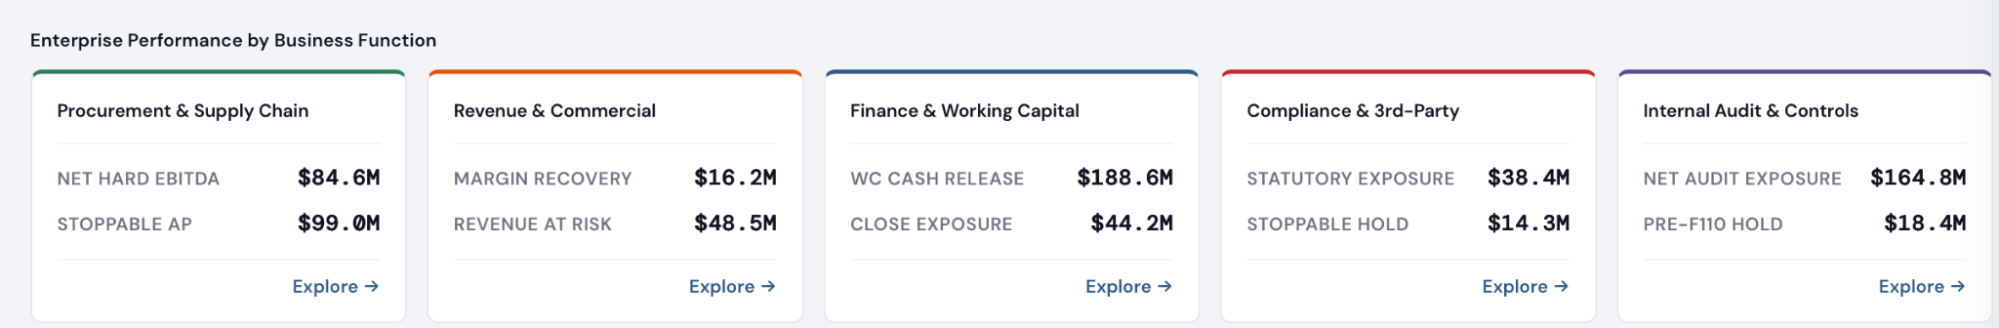 Enterprise Performance by Business Function
Procurement & Supply Chain
NET HARD EBITDA $84.6M
STOPPABLE AP $99.0M
Explore →
Revenue & Commercial
MARGIN RECOVERY $16.2M
REVENUE AT RISK $48.5M
Explore →
Finance & Working Capital
WC CASH RELEASE $188.6M
CLOSE EXPOSURE $44.2M
Explore →
Compliance & 3rd-Party
STATUTORY EXPOSURE $38.4M
STOPPABLE HOLD $14.3M
Explore →
Internal Audit & Controls
NET AUDIT EXPOSURE $164.8M
PRE-F110 HOLD $18.4M
Explore →